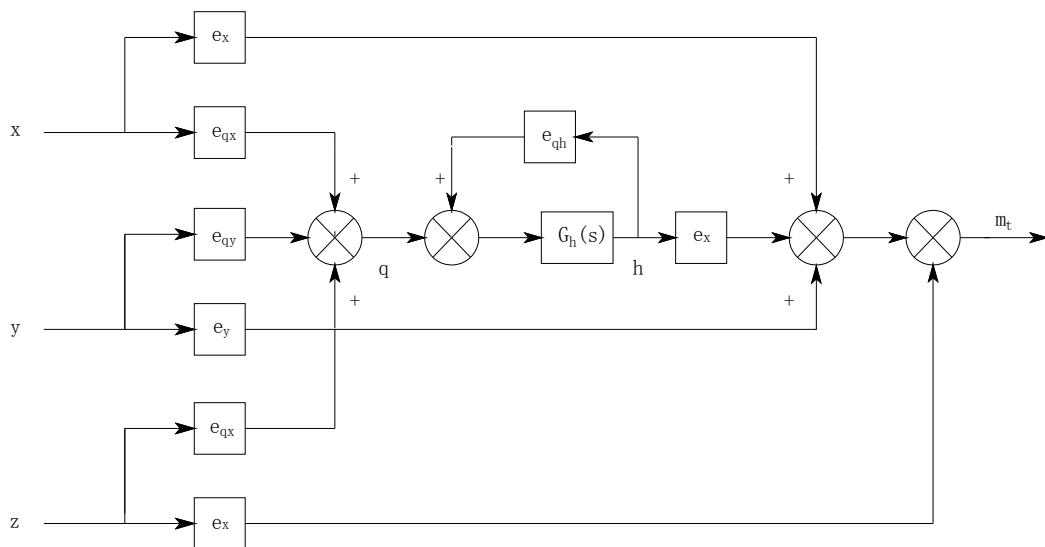 eₓ
x
e_qx
e_qh
+
+
+
e_qy
+
G_h(s)
eₓ
m_t
q
h
+
+
y
e_y
e_qx
z
eₓ